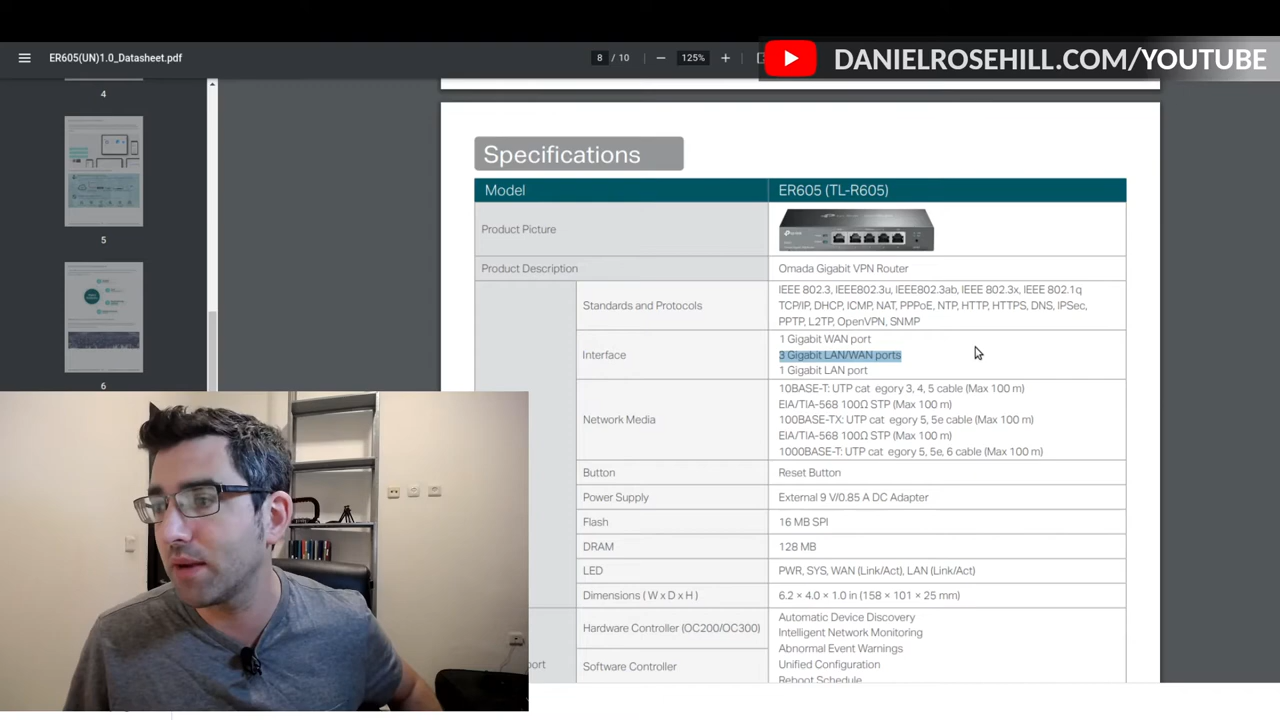 DANIELROSEHILL.COM/YOUTUBE
ER605(UN)1.0_Datasheet.pdf
8 / 10
125%
4
5
6
Specifications
Model
ER605 (TL-R605)
Product Picture
Product Description
Omada Gigabit VPN Router
Standards and Protocols
IEEE 802.3, IEEE802.3u, IEEE802.3ab, IEEE 802.3x, IEEE 802.1q
TCP/IP, DHCP, ICMP, NAT, PPPoE, NTP, HTTP, HTTPS, DNS, IPSec,
PPTP, L2TP, OpenVPN, SNMP
Interface
1 Gigabit WAN port
3 Gigabit LAN/WAN ports
1 Gigabit LAN port
Network Media
10BASE-T: UTP cat egory 3, 4, 5 cable (Max 100 m)
EIA/TIA-568 100Ω STP (Max 100 m)
100BASE-TX: UTP cat egory 5, 5e cable (Max 100 m)
EIA/TIA-568 100Ω STP (Max 100 m)
1000BASE-T: UTP cat egory 5, 5e, 6 cable (Max 100 m)
Button
Reset Button
Power Supply
External 9 V/0.85 A DC Adapter
Flash
16 MB SPI
DRAM
128 MB
LED
PWR, SYS, WAN (Link/Act), LAN (Link/Act)
Dimensions ( W x D x H )
6.2 × 4.0 × 1.0 in (158 × 101 × 25 mm)
Hardware Controller (OC200/OC300)
Automatic Device Discovery
Intelligent Network Monitoring
Abnormal Event Warnings
Unified Configuration
Reboot Schedule
port
Software Controller